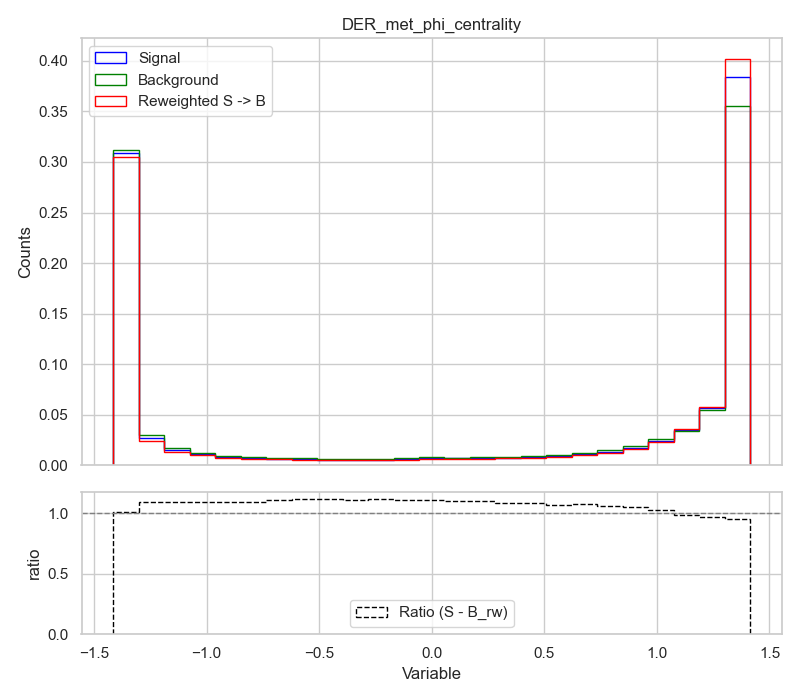 DER_met_phi_centrality
Signal
Background
Reweighted S -> B
Counts
0.40
0.35
0.30
0.25
0.20
0.15
0.10
0.05
0.00
ratio
1.0
0.5
0.0
Ratio (S - B_rw)
−1.5 −1.0 −0.5 0.0 0.5 1.0 1.5
Variable